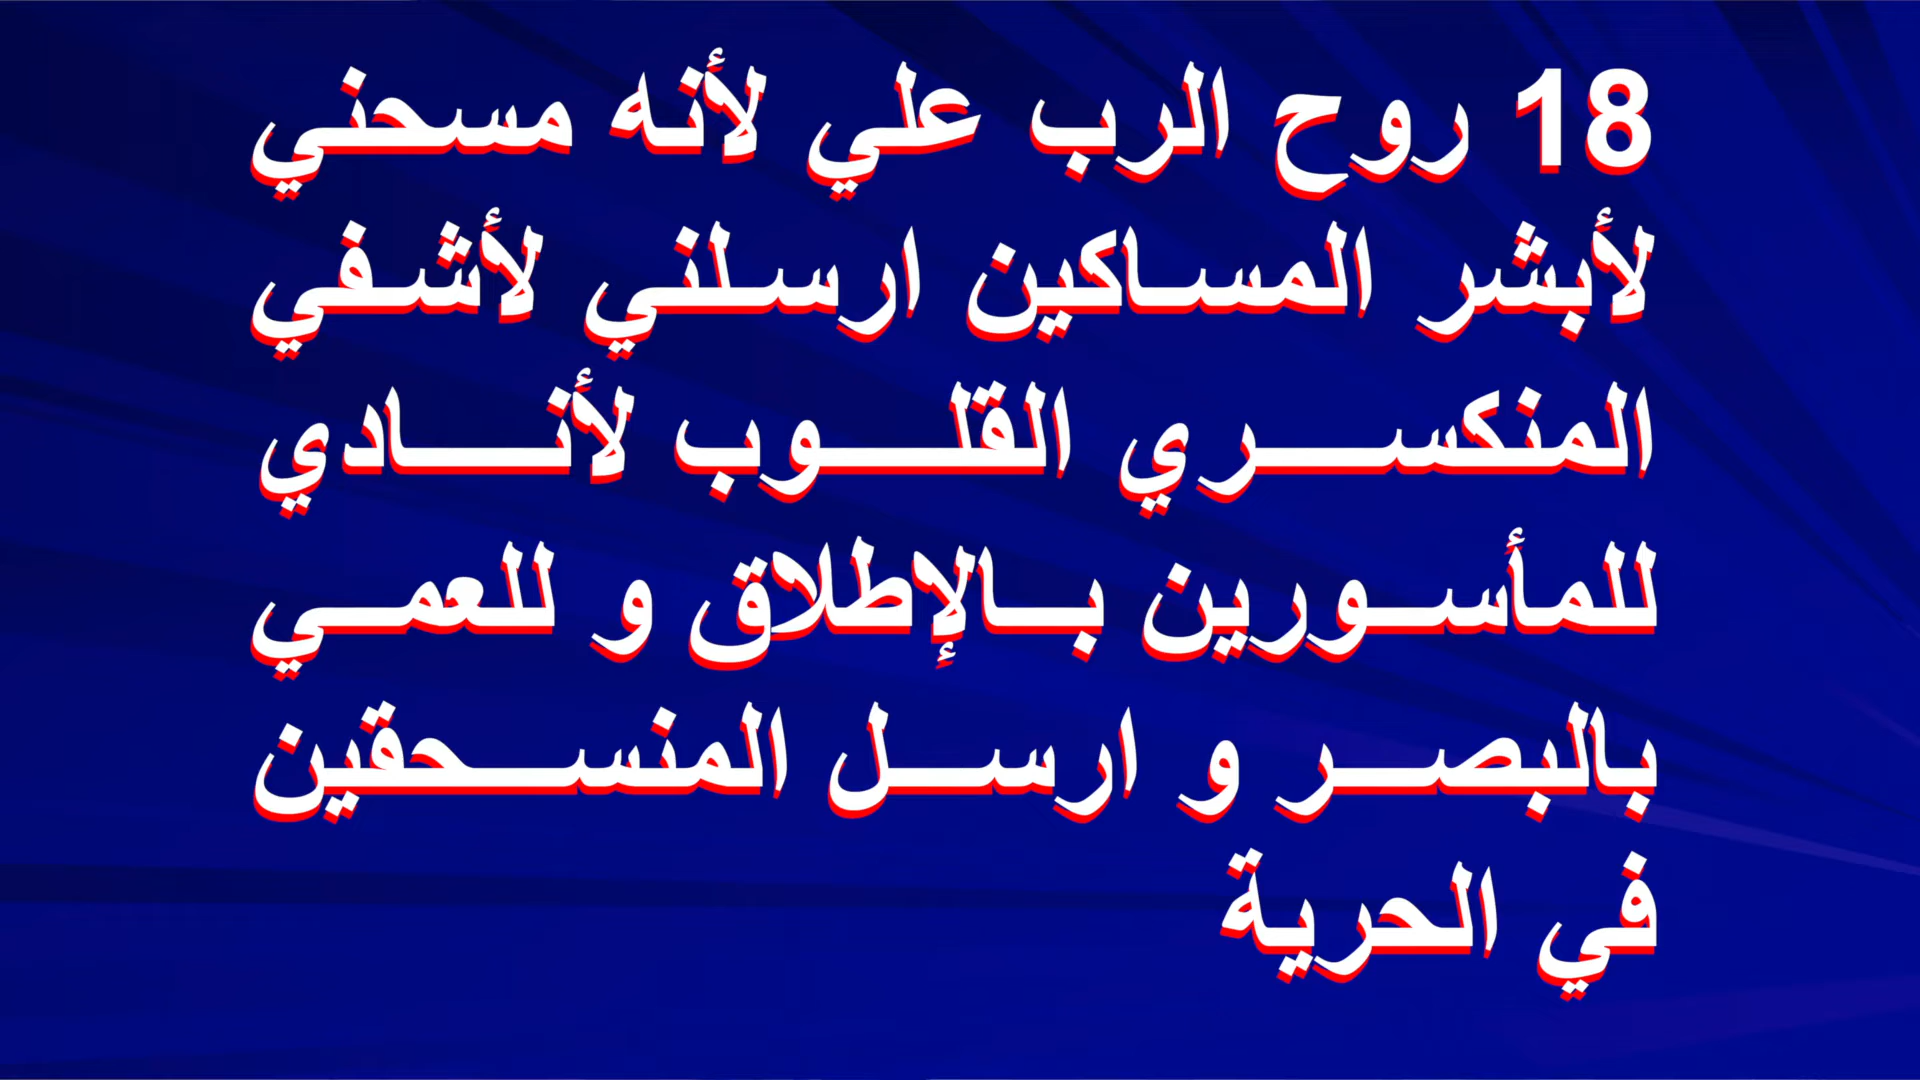 18 روح الرب علي لأنه مسحني
لأبشر المساكين ارسلني لأشفي
المنكسري القلوب لأنادي
للمأسورين بالإطلاق و للعمي
بالبصر و ارسل المنسحقين
في الحرية